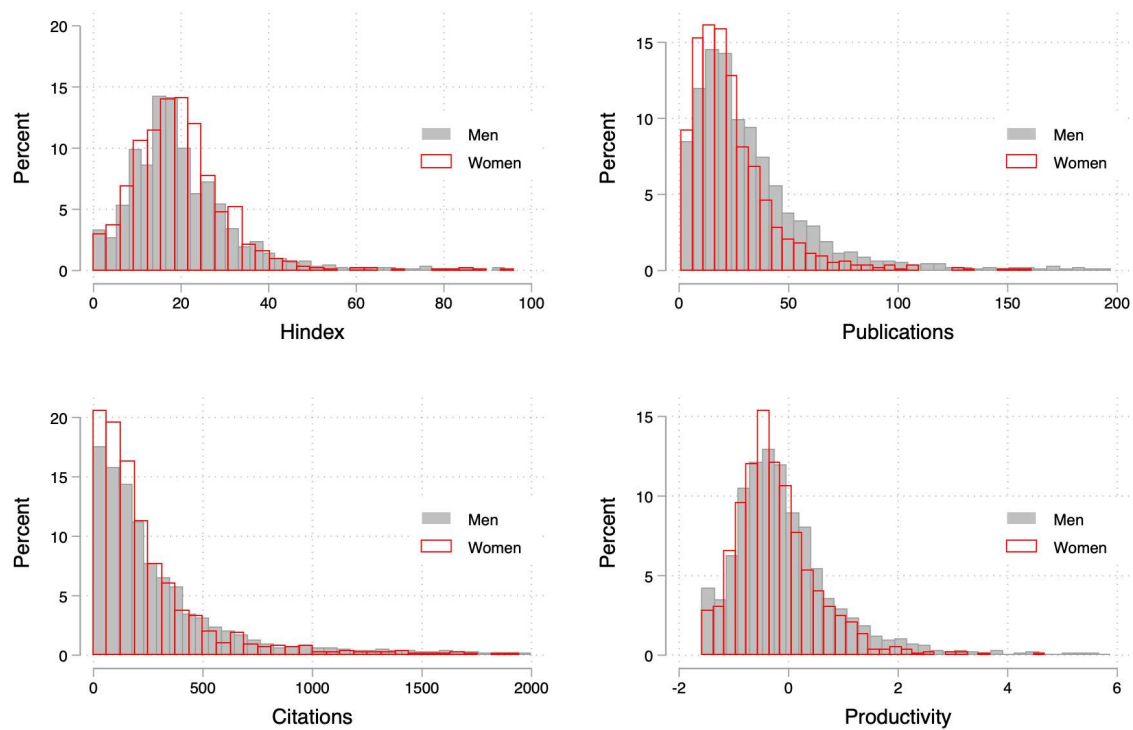 20
15
10
5
0
Percent
Men
Women
0 20 40 60 80 100
Hindex
15
10
5
0
Percent
Men
Women
0 50 100 150 200
Publications
20
15
10
5
0
Percent
Men
Women
0 500 1000 1500 2000
Citations
15
10
5
0
Percent
Men
Women
-2 0 2 4 6
Productivity